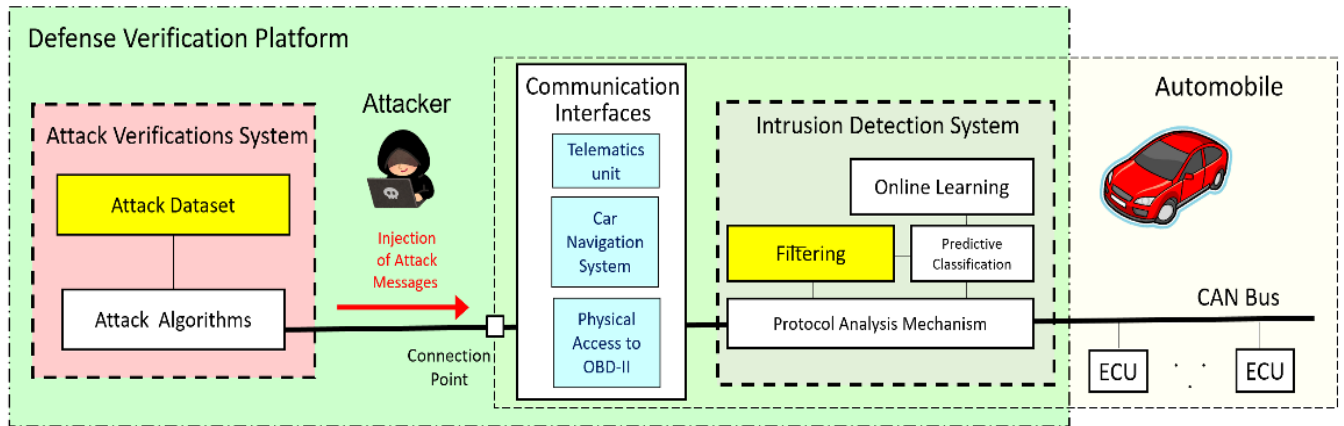 Defense Verification Platform
Attack Verifications System
Attack Dataset
Attack Algorithms
Attacker
Injection
of Attack
Messages
Connection
Point
Communication
Interfaces
Telematics
unit
Car
Navigation
System
Physical
Access to
OBD-II
Intrusion Detection System
Online Learning
Filtering
Predictive
Classification
Protocol Analysis Mechanism
Automobile
CAN Bus
ECU
. . .
ECU